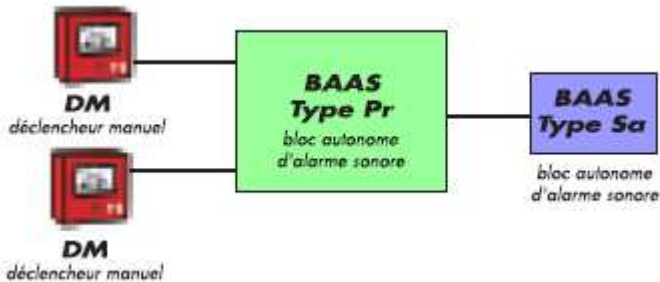 DM
déclencheur manuel
DM
déclencheur manuel
BAAS
Type Pr
bloc autonome
d'alarme sonore
BAAS
Type Sa
bloc autonome
d'alarme sonore